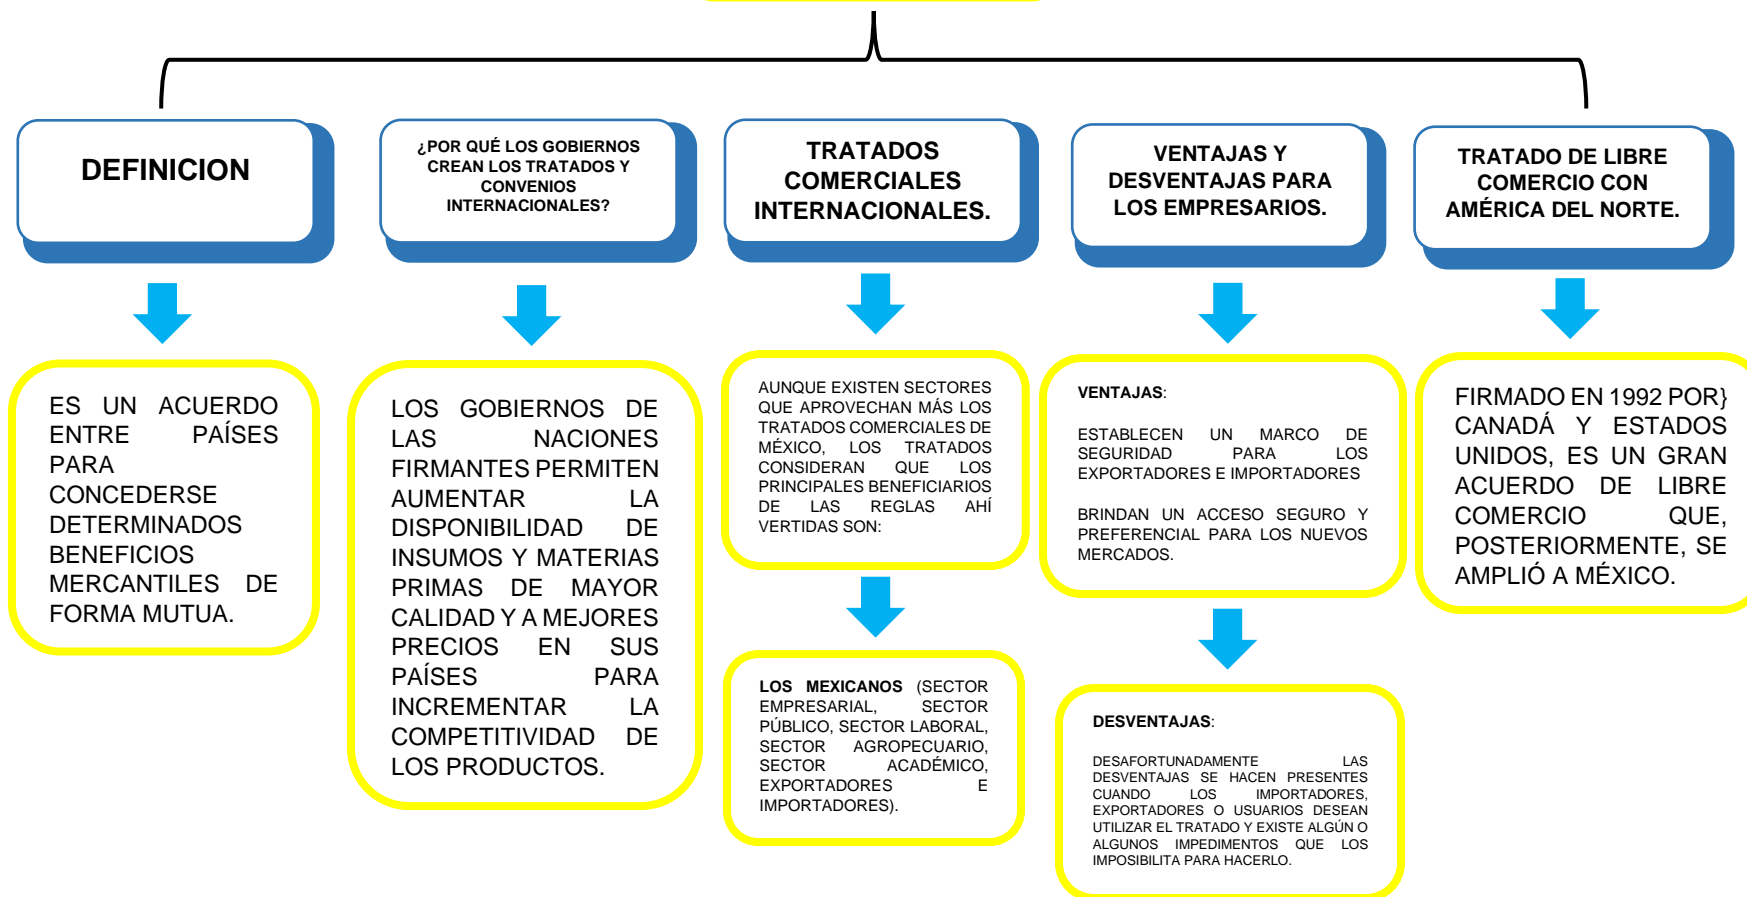 DEFINICION
¿POR QUÉ LOS GOBIERNOS
CREAN LOS TRATADOS Y
CONVENIOS
INTERNACIONALES?
TRATADOS
COMERCIALES
INTERNACIONALES.
VENTAJAS Y
DESVENTAJAS PARA
LOS EMPRESARIOS.
TRATADO DE LIBRE
COMERCIO CON
AMÉRICA DEL NORTE.
ES UN ACUERDO
ENTRE PAÍSES
PARA
CONCEDERSE
DETERMINADOS
BENEFICIOS
MERCANTILES DE
FORMA MUTUA.
LOS GOBIERNOS DE
LAS NACIONES
FIRMANTES PERMITEN
AUMENTAR LA
DISPONIBILIDAD DE
INSUMOS Y MATERIAS
PRIMAS DE MAYOR
CALIDAD Y A MEJORES
PRECIOS EN SUS
PAÍSES PARA
INCREMENTAR LA
COMPETITIVIDAD DE
LOS PRODUCTOS.
AUNQUE EXISTEN SECTORES
QUE APROVECHAN MÁS LOS
TRATADOS COMERCIALES DE
MÉXICO, LOS TRATADOS
CONSIDERAN QUE LOS
PRINCIPALES BENEFICIARIOS
DE LAS REGLAS AHÍ
VERTIDAS SON:
LOS MEXICANOS (SECTOR
EMPRESARIAL, SECTOR
PÚBLICO, SECTOR LABORAL,
SECTOR AGROPECUARIO,
SECTOR ACADÉMICO,
EXPORTADORES E
IMPORTADORES).
VENTAJAS:
ESTABLECEN UN MARCO DE
SEGURIDAD PARA LOS
EXPORTADORES E IMPORTADORES
BRINDAN UN ACCESO SEGURO Y
PREFERENCIAL PARA LOS NUEVOS
MERCADOS.
DESVENTAJAS:
DESAFORTUNADAMENTE LAS
DESVENTAJAS SE HACEN PRESENTES
CUANDO LOS IMPORTADORES,
EXPORTADORES O USUARIOS DESEAN
UTILIZAR EL TRATADO Y EXISTE ALGÚN O
ALGUNOS IMPEDIMENTOS QUE LOS
IMPOSIBILITA PARA HACERLO.
FIRMADO EN 1992 POR}
CANADÁ Y ESTADOS
UNIDOS, ES UN GRAN
ACUERDO DE LIBRE
COMERCIO QUE,
POSTERIORMENTE, SE
AMPLIÓ A MÉXICO.